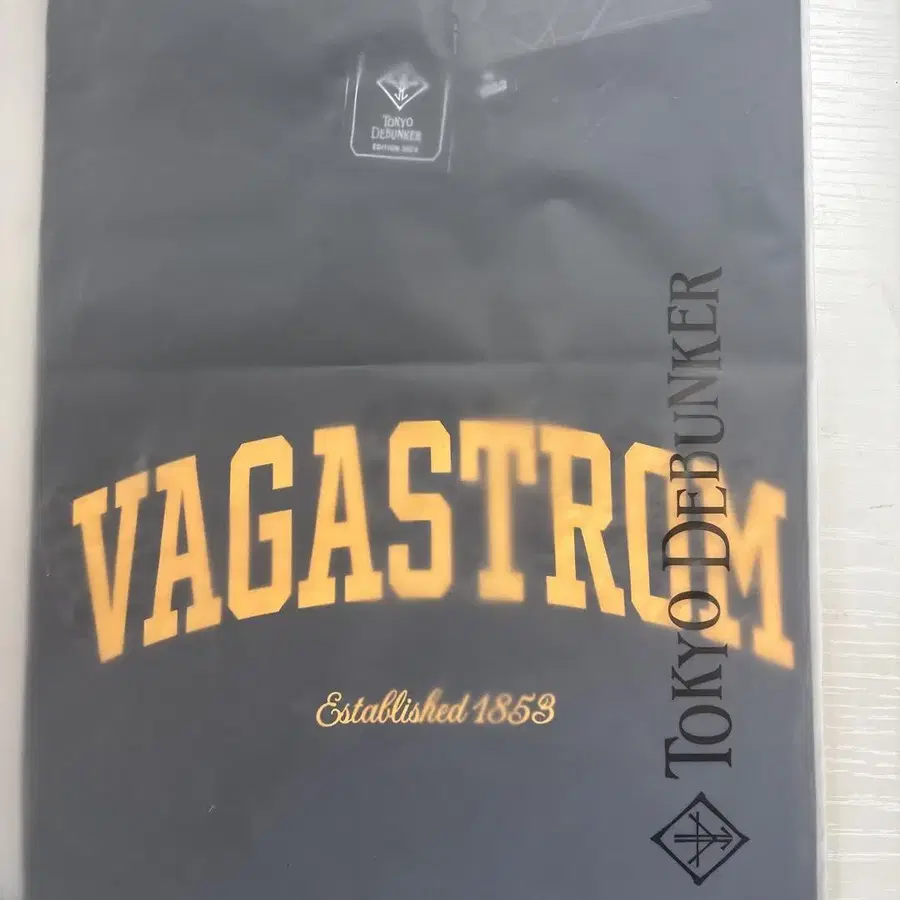 TOKYO
DEBUNKER
VAGASTROM
Established 1853
TOKYO DEBUNKER